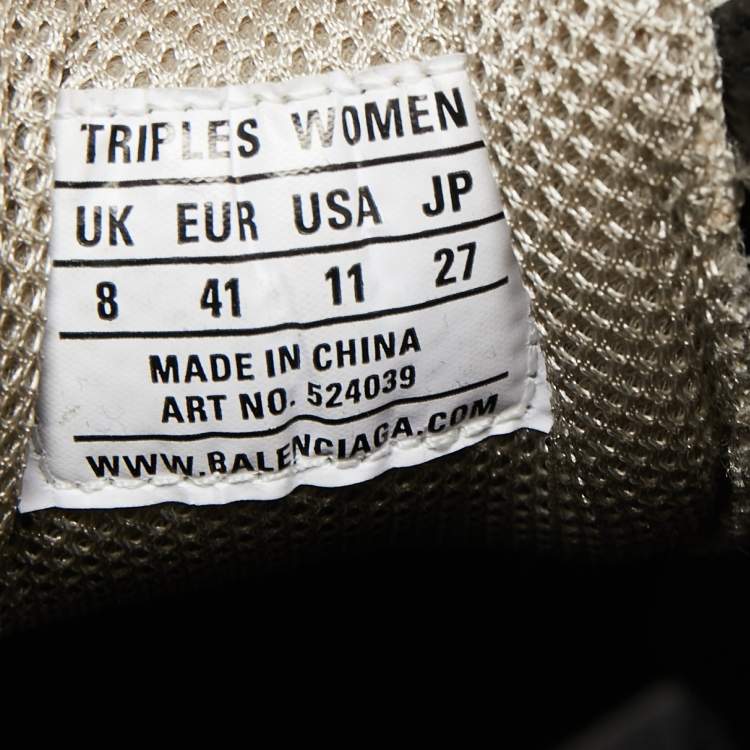 TRIPLES WOMEN
UK EUR USA JP
8 41 11 27
MADE IN CHINA
ART NO. 524039
WWW.BALENCIAGA.COM